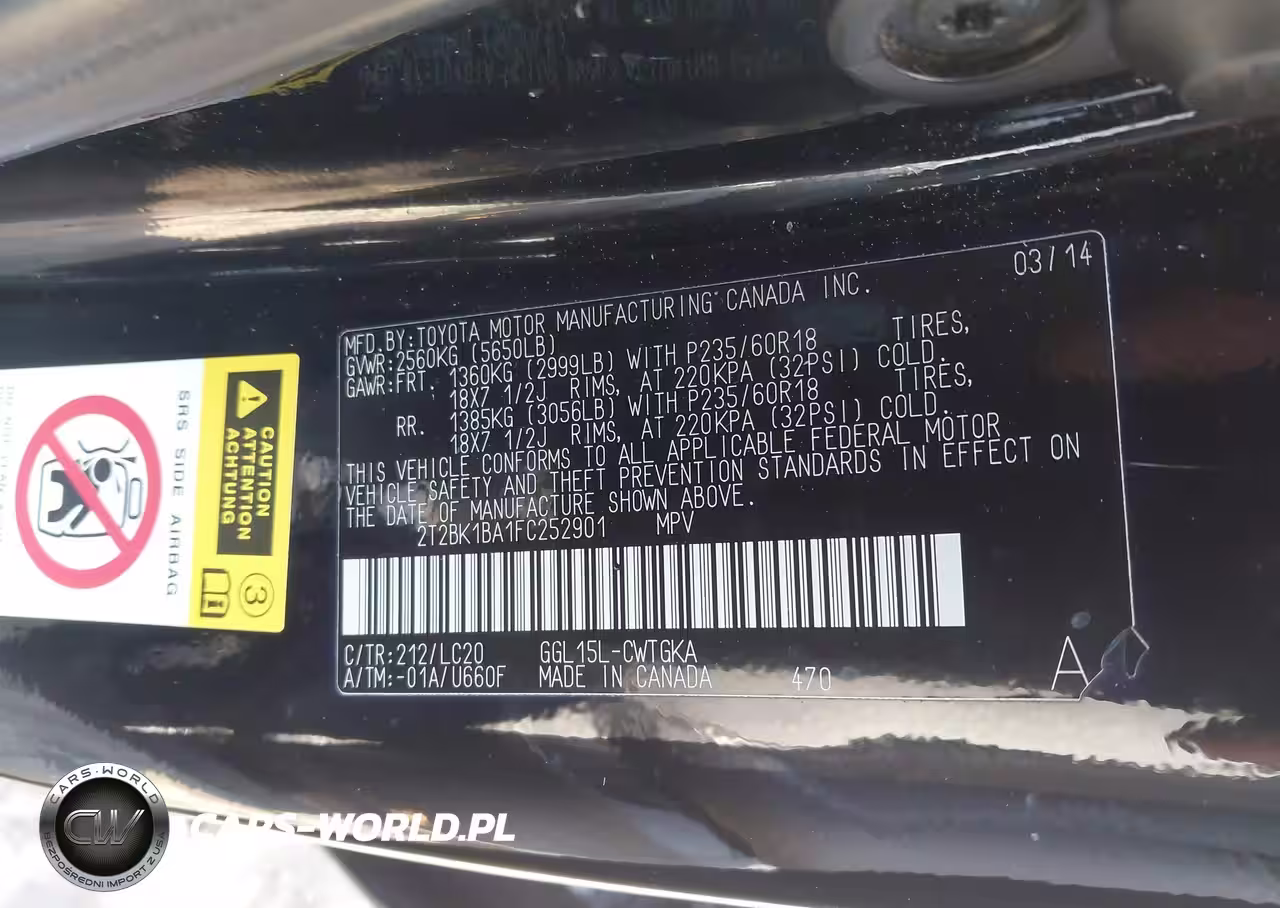 03/14
MFD.BY:TOYOTA MOTOR MANUFACTURING CANADA INC.
GVWR:2560KG (5650LB)
GAWR:FRT. 1360KG (2999LB) WITH P235/60R18 TIRES,
18X7 1/2J RIMS, AT 220KPA (32PSI) COLD.
RR. 1385KG (3056LB) WITH P235/60R18 TIRES,
18X7 1/2J RIMS, AT 220KPA (32PSI) COLD.
THIS VEHICLE CONFORMS TO ALL APPLICABLE FEDERAL MOTOR
VEHICLE SAFETY AND THEFT PREVENTION STANDARDS IN EFFECT ON
THE DATE OF MANUFACTURE SHOWN ABOVE.
2T2BK1BA1FC252901 MPV
C/TR:212/LC20 GGL15L-CWTGKA
A/TM:-01A/U660F MADE IN CANADA 470
A
CAUTION
ATTENTION
ACHTUNG
3
SRS SIDE AIRBAG
CARS-WORLD
CW
BEZPOŚREDNI IMPORT Z USA
CARS-WORLD.PL